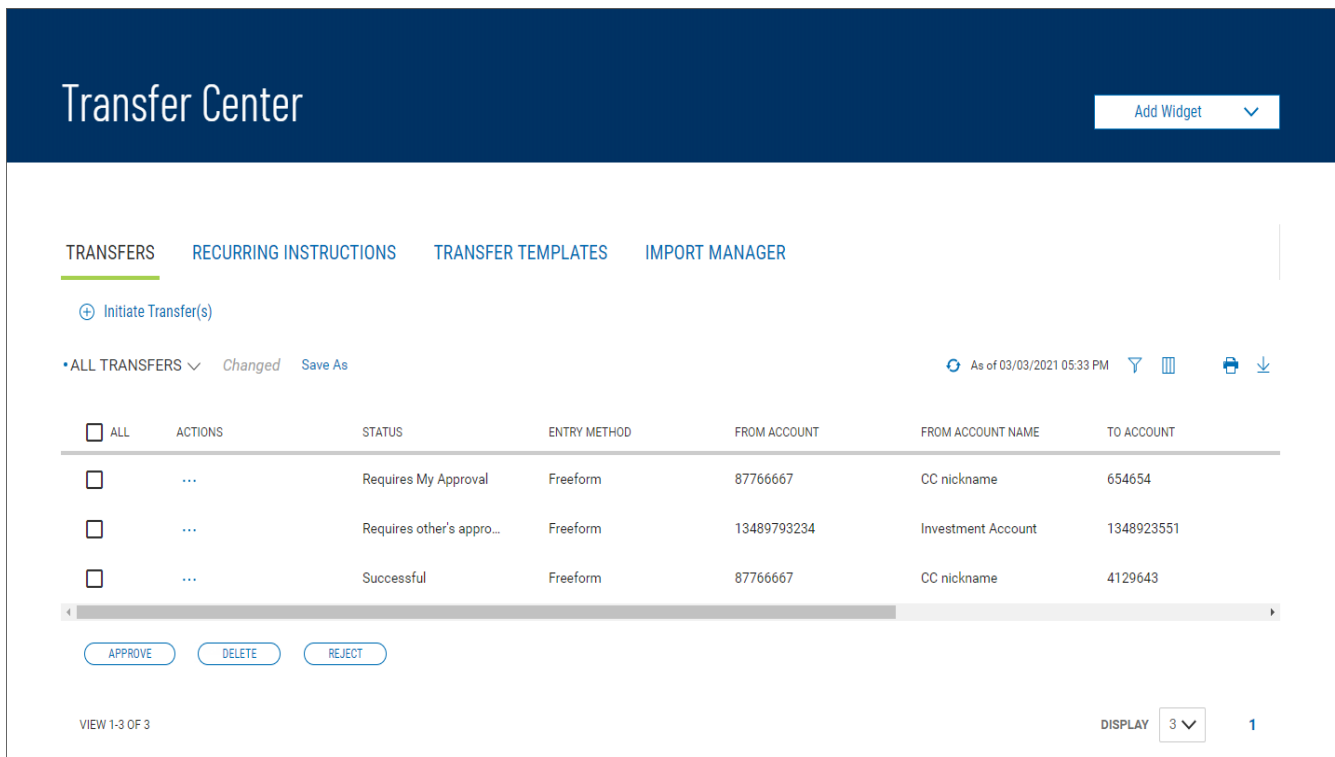 Transfer Center
Add Widget
TRANSFERS RECURRING INSTRUCTIONS TRANSFER TEMPLATES IMPORT MANAGER
Initiate Transfer(s)
ALL TRANSFERS Changed Save As As of 03/03/2021 05:33 PM
ALL ACTIONS STATUS ENTRY METHOD FROM ACCOUNT FROM ACCOUNT NAME TO ACCOUNT
... Requires My Approval Freeform 87766667 CC nickname 654654
... Requires other's appro... Freeform 13489793234 Investment Account 1348923551
... Successful Freeform 87766667 CC nickname 4129643
APPROVE DELETE REJECT
VIEW 1-3 OF 3 DISPLAY 3 1